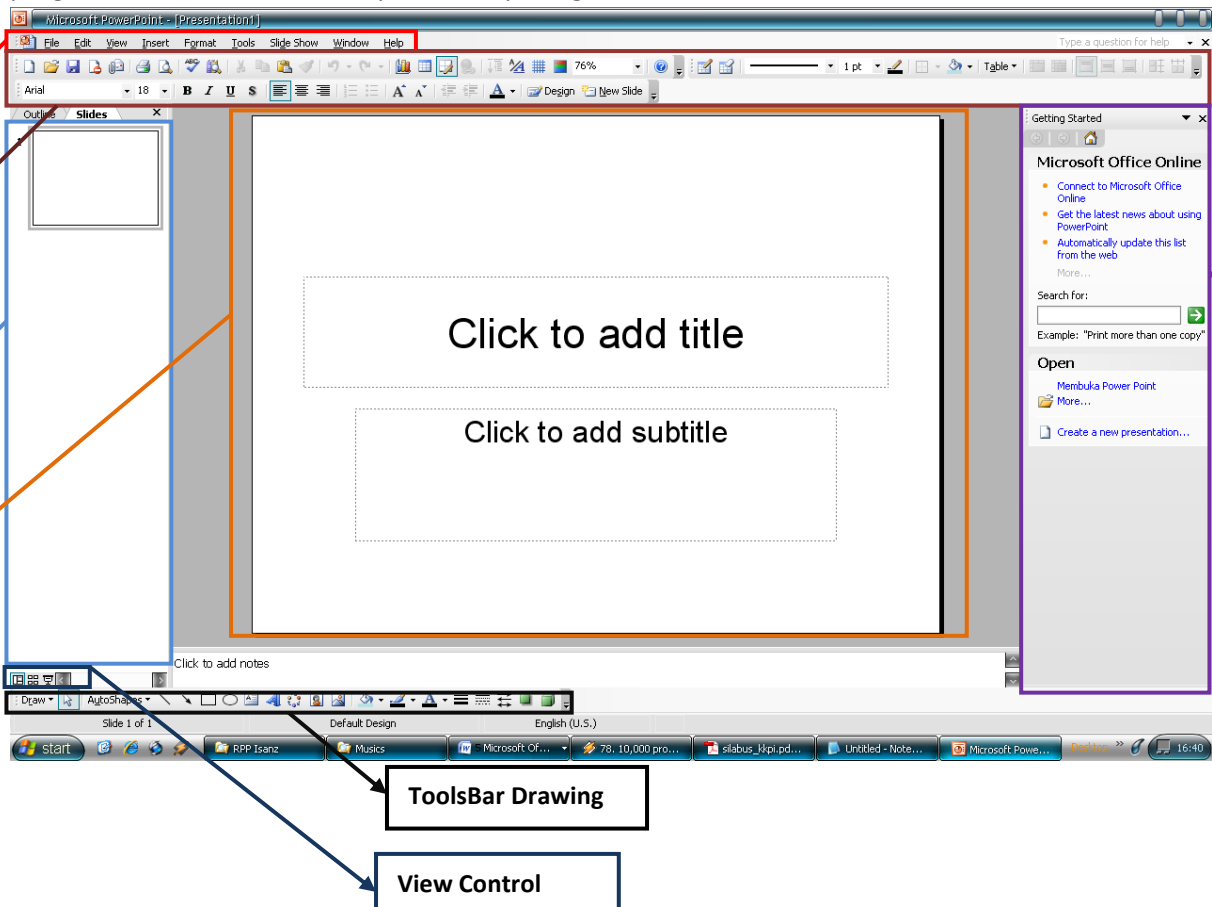 Microsoft PowerPoint - [Presentation1]
File Edit View Insert Format Tools Slide Show Window Help
Type a question for help
76% 1 pt Table
Arial 18 B I U S A A A Design New Slide
Outline Slides
1
Click to add title
Click to add subtitle
Getting Started
Microsoft Office Online
Connect to Microsoft Office
Online
Get the latest news about using
PowerPoint
Automatically update this list
from the web
More...
Search for:
Example: "Print more than one copy"
Open
Membuka Power Point
More...
Create a new presentation...
Click to add notes
Draw AutoShapes
Slide 1 of 1 Default Design English (U.S.)
start RPP Isanz Musics Microsoft Of... 78. 10,000 pro... silabus_kkpi.pd... Untitled - Note... Microsoft Powe... Desktop 16:40
ToolsBar Drawing
View Control